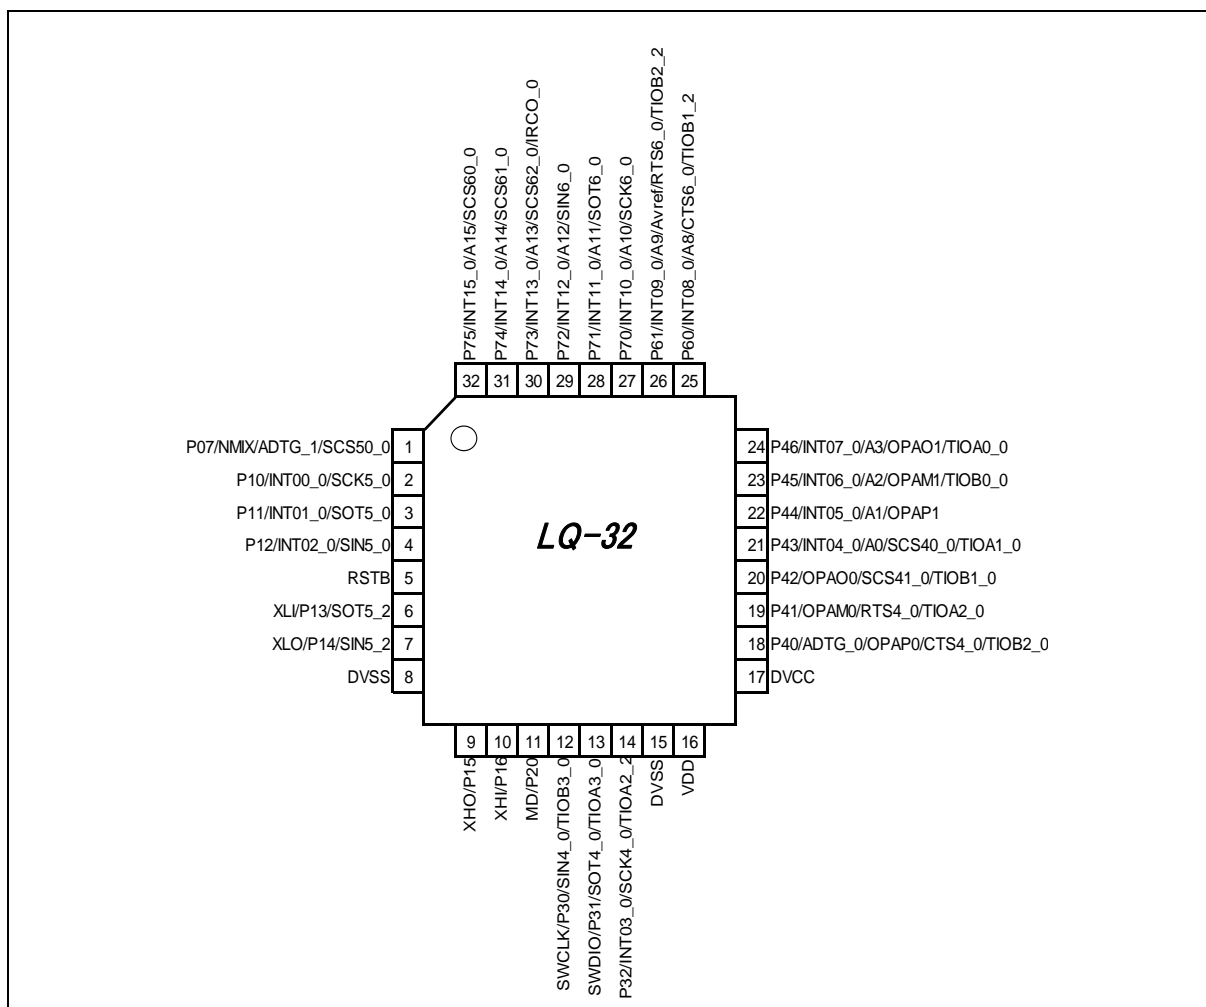 P75/INT15_0/A15/SCS60_0
P74/INT14_0/A14/SCS61_0
P73/INT13_0/A13/SCS62_0/IRCO_0
P72/INT12_0/A12/SIN6_0
P71/INT11_0/A11/SOT6_0
P70/INT10_0/A10/SCK6_0
P61/INT09_0/A9/Avref/RTS6_0/TIOB2_2
P60/INT08_0/A8/CTS6_0/TIOB1_2
32 31 30 29 28 27 26 25
P07/NMIX/ADTG_1/SCS50_0 1
P10/INT00_0/SCK5_0 2
P11/INT01_0/SOT5_0 3
P12/INT02_0/SIN5_0 4
RSTB 5
XLI/P13/SOT5_2 6
XLO/P14/SIN5_2 7
DVSS 8
LQ-32
24 P46/INT07_0/A3/OPAO1/TIOA0_0
23 P45/INT06_0/A2/OPAM1/TIOB0_0
22 P44/INT05_0/A1/OPAP1
21 P43/INT04_0/A0/SCS40_0/TIOA1_0
20 P42/OPAO0/SCS41_0/TIOB1_0
19 P41/OPAM0/RTS4_0/TIOA2_0
18 P40/ADTG_0/OPAP0/CTS4_0/TIOB2_0
17 DVCC
9 10 11 12 13 14 15 16
XHO/P15
XHI/P16
MD/P20
SWCLK/P30/SIN4_0/TIOB3_0
SWDIO/P31/SOT4_0/TIOA3_0
P32/INT03_0/SCK4_0/TIOA2_2
DVSS
VDD